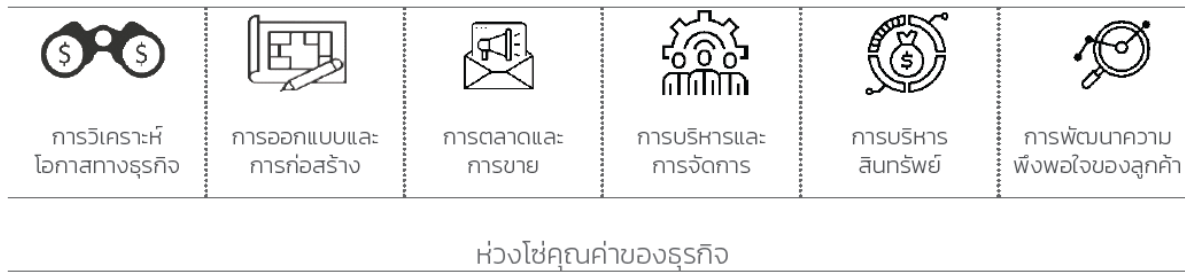 การวิเคราะห์
โอกาสทางธุรกิจ
การออกแบบและ
การก่อสร้าง
การตลาดและ
การขาย
การบริหารและ
การจัดการ
การบริหาร
สินทรัพย์
การพัฒนาความ
พึงพอใจของลูกค้า
ห่วงโซ่คุณค่าของธุรกิจ